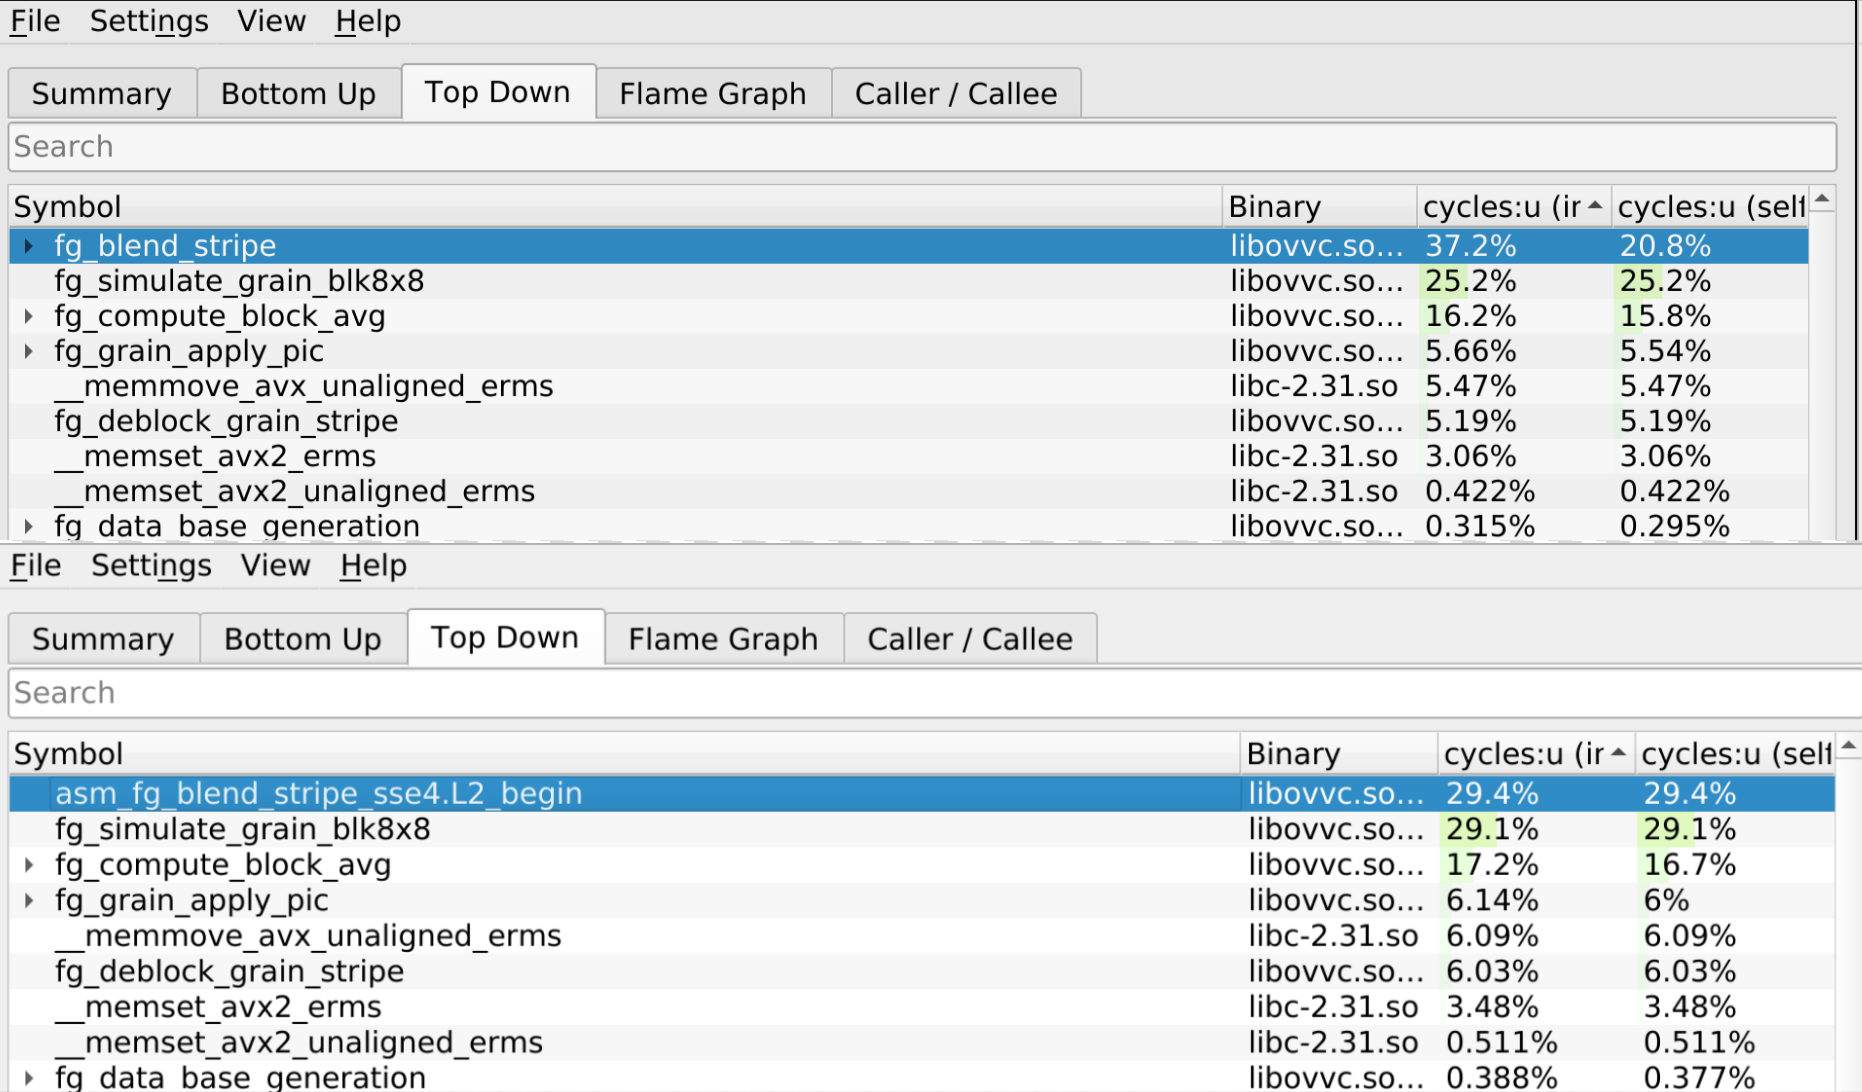 File Settings View Help
Summary Bottom Up Top Down Flame Graph Caller / Callee
Search
Symbol Binary cycles:u (ir cycles:u (self
fg_blend_stripe libovvc.so... 37.2% 20.8%
fg_simulate_grain_blk8x8 libovvc.so... 25.2% 25.2%
fg_compute_block_avg libovvc.so... 16.2% 15.8%
fg_grain_apply_pic libovvc.so... 5.66% 5.54%
__memmove_avx_unaligned_erms libc-2.31.so 5.47% 5.47%
fg_deblock_grain_stripe libovvc.so... 5.19% 5.19%
__memset_avx2_erms libc-2.31.so 3.06% 3.06%
__memset_avx2_unaligned_erms libc-2.31.so 0.422% 0.422%
fg_data_base_generation libovvc.so... 0.315% 0.295%
File Settings View Help
Summary Bottom Up Top Down Flame Graph Caller / Callee
Search
Symbol Binary cycles:u (ir cycles:u (self
asm_fg_blend_stripe_sse4.L2_begin libovvc.so... 29.4% 29.4%
fg_simulate_grain_blk8x8 libovvc.so... 29.1% 29.1%
fg_compute_block_avg libovvc.so... 17.2% 16.7%
fg_grain_apply_pic libovvc.so... 6.14% 6%
__memmove_avx_unaligned_erms libc-2.31.so 6.09% 6.09%
fg_deblock_grain_stripe libovvc.so... 6.03% 6.03%
__memset_avx2_erms libc-2.31.so 3.48% 3.48%
__memset_avx2_unaligned_erms libc-2.31.so 0.511% 0.511%
fg_data_base_generation libovvc.so... 0.388% 0.377%